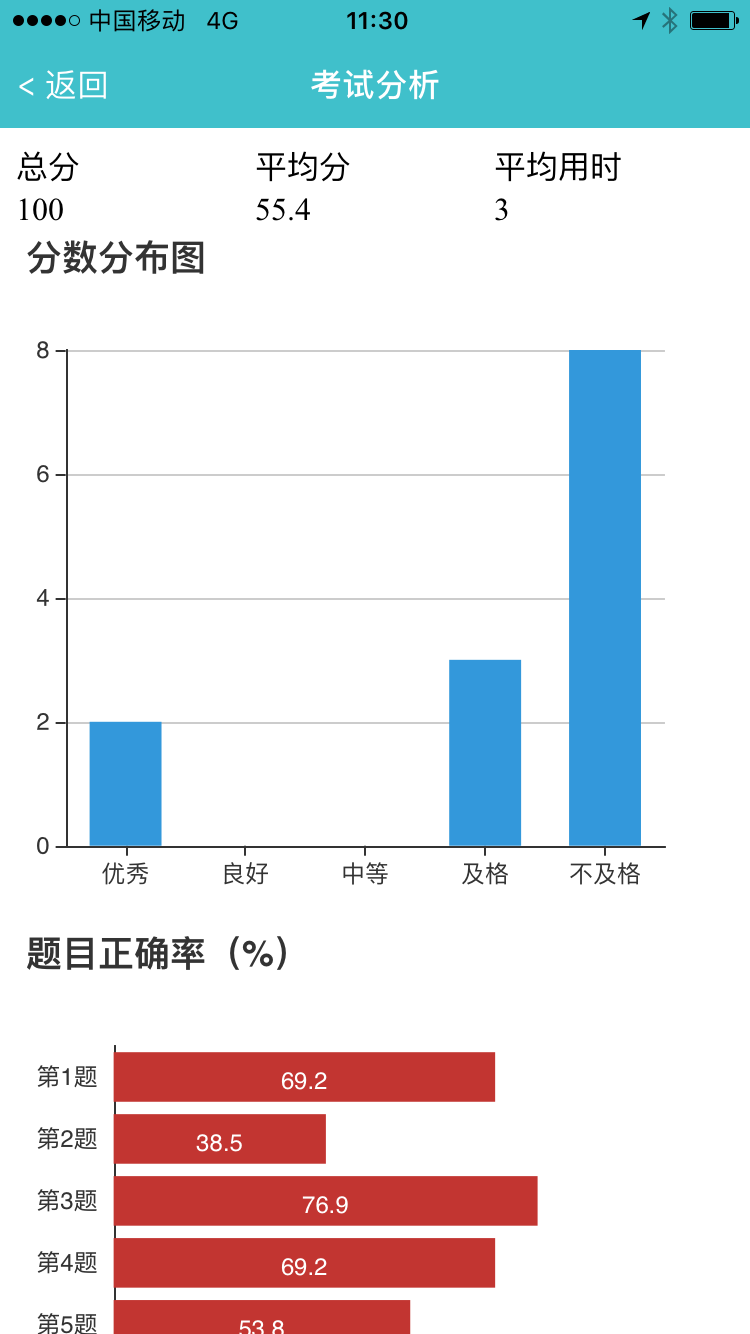 中国移动 4G 11:30
< 返回 考试分析
总分 平均分 平均用时
100 55.4 3
分数分布图
8
6
4
2
0
优秀 良好 中等 及格 不及格
题目正确率（%）
第1题 69.2
第2题 38.5
第3题 76.9
第4题 69.2
第5题 53.8